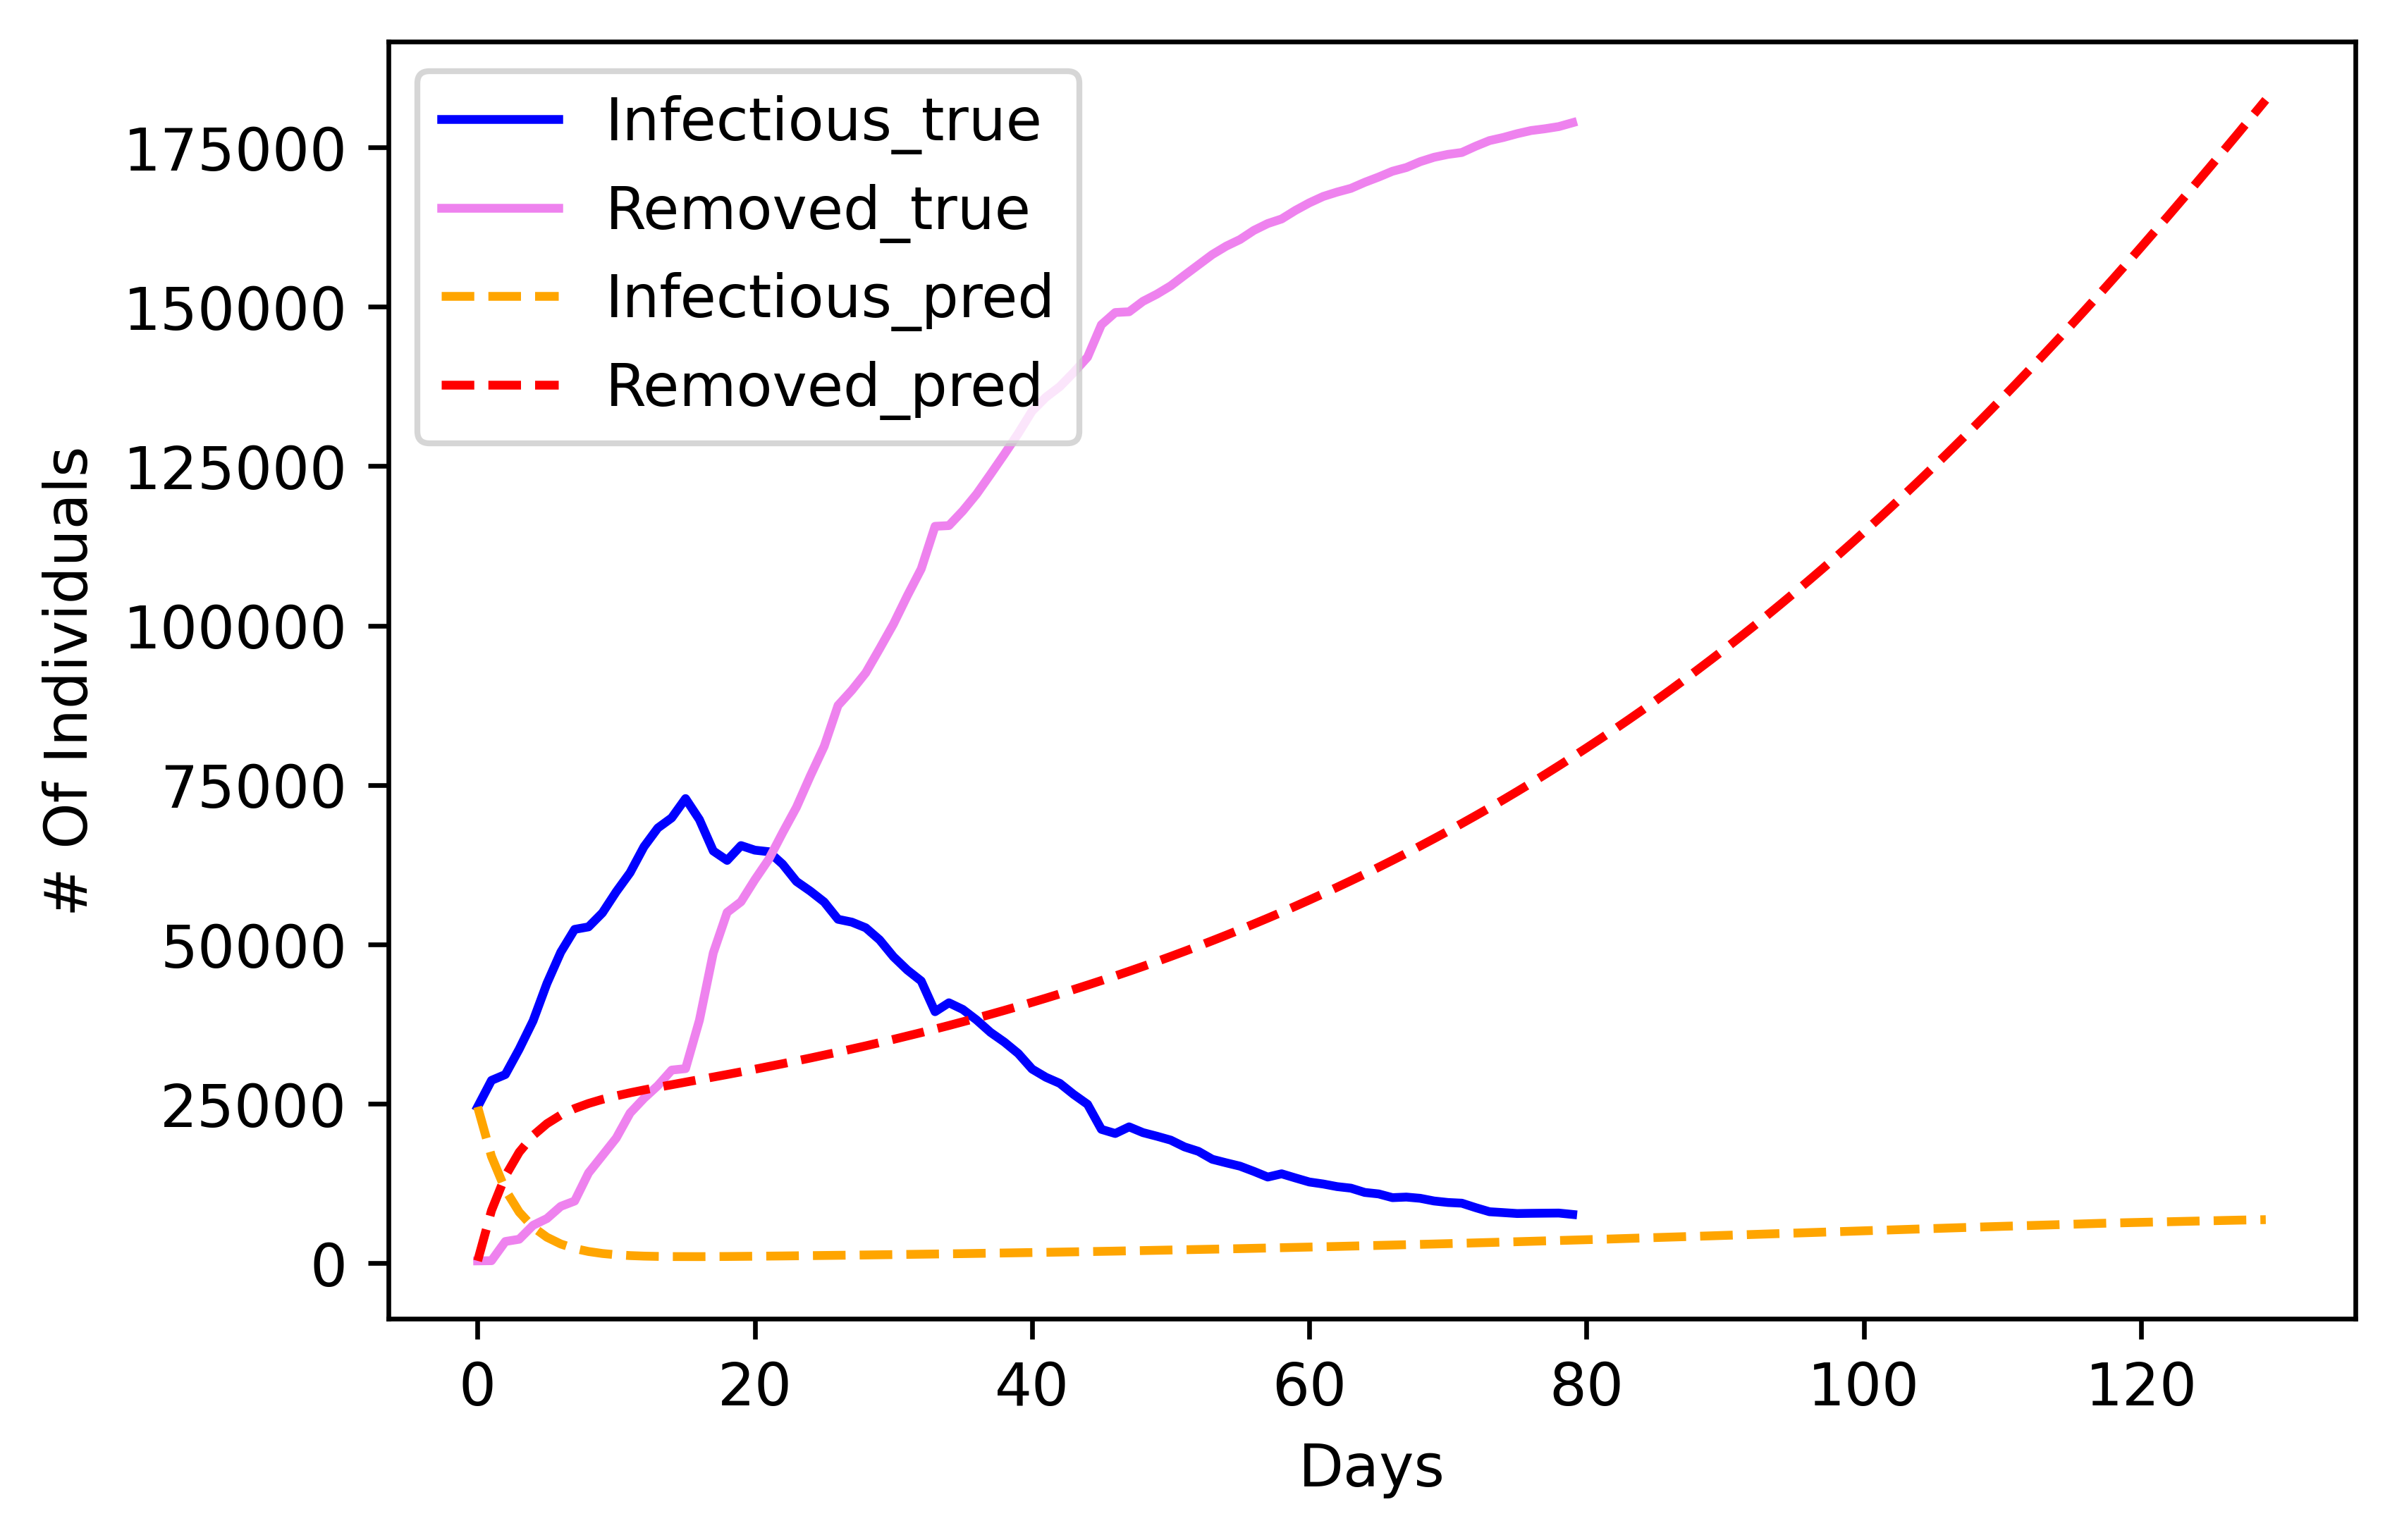 Infectious_true
Removed_true
Infectious_pred
Removed_pred
# Of Individuals
175000
150000
125000
100000
75000
50000
25000
0
0 20 40 60 80 100 120
Days